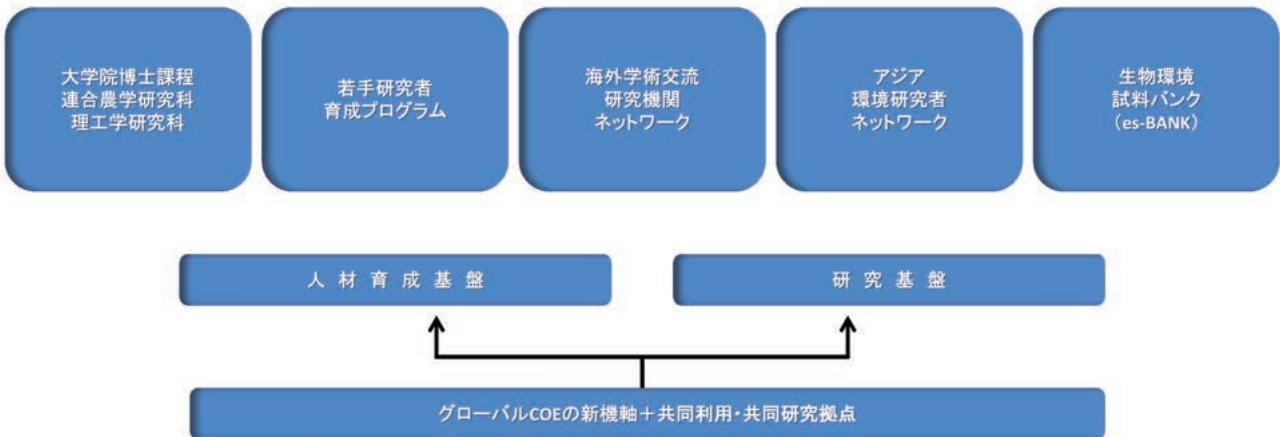 大学院博士課程
連合農学研究科
理工学研究科
若手研究者
育成プログラム
海外学術交流
研究機関
ネットワーク
アジア
環境研究者
ネットワーク
生物環境
試料バンク
（es-BANK）
人材育成基盤
研究基盤
グローバルCOEの新機軸＋共同利用・共同研究拠点